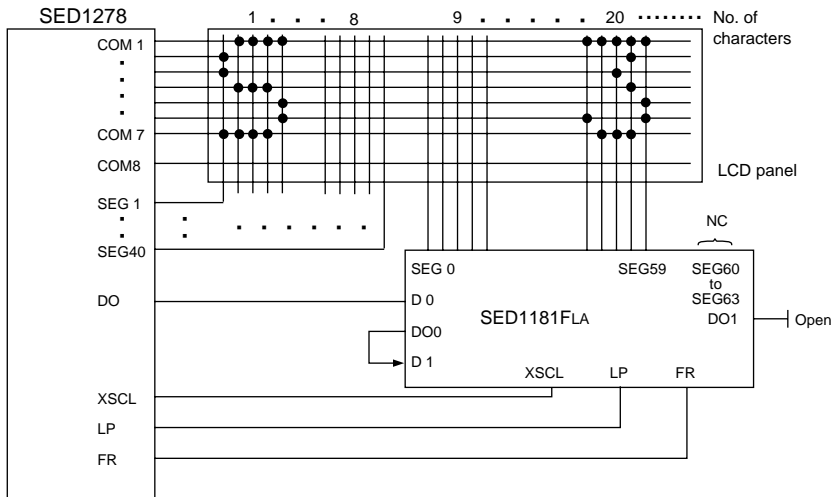 SED1278
1 . . . 8 9 . . . . 20 ......... No. of
characters
COM 1
COM 7
COM8
LCD panel
SEG 1
SEG40
NC
SEG 0 SEG59 SEG60
to
SEG63
DO D 0
SED1181FLA DO1 Open
DO0
D 1
XSCL LP FR
XSCL
LP
FR